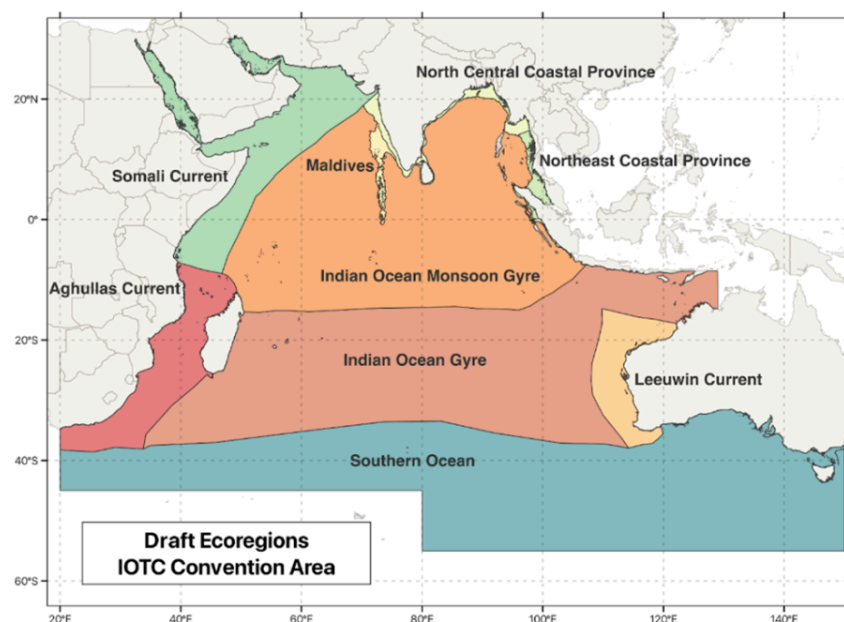 North Central Coastal Province
20°N
Northeast Coastal Province
Maldives
Somali Current
0°
Indian Ocean Monsoon Gyre
Aghullas Current
20°S
Indian Ocean Gyre
Leeuwin Current
40°S
Southern Ocean
Draft Ecoregions
IOTC Convention Area
60°S
20°E 40°E 60°E 80°E 100°E 120°E 140°E